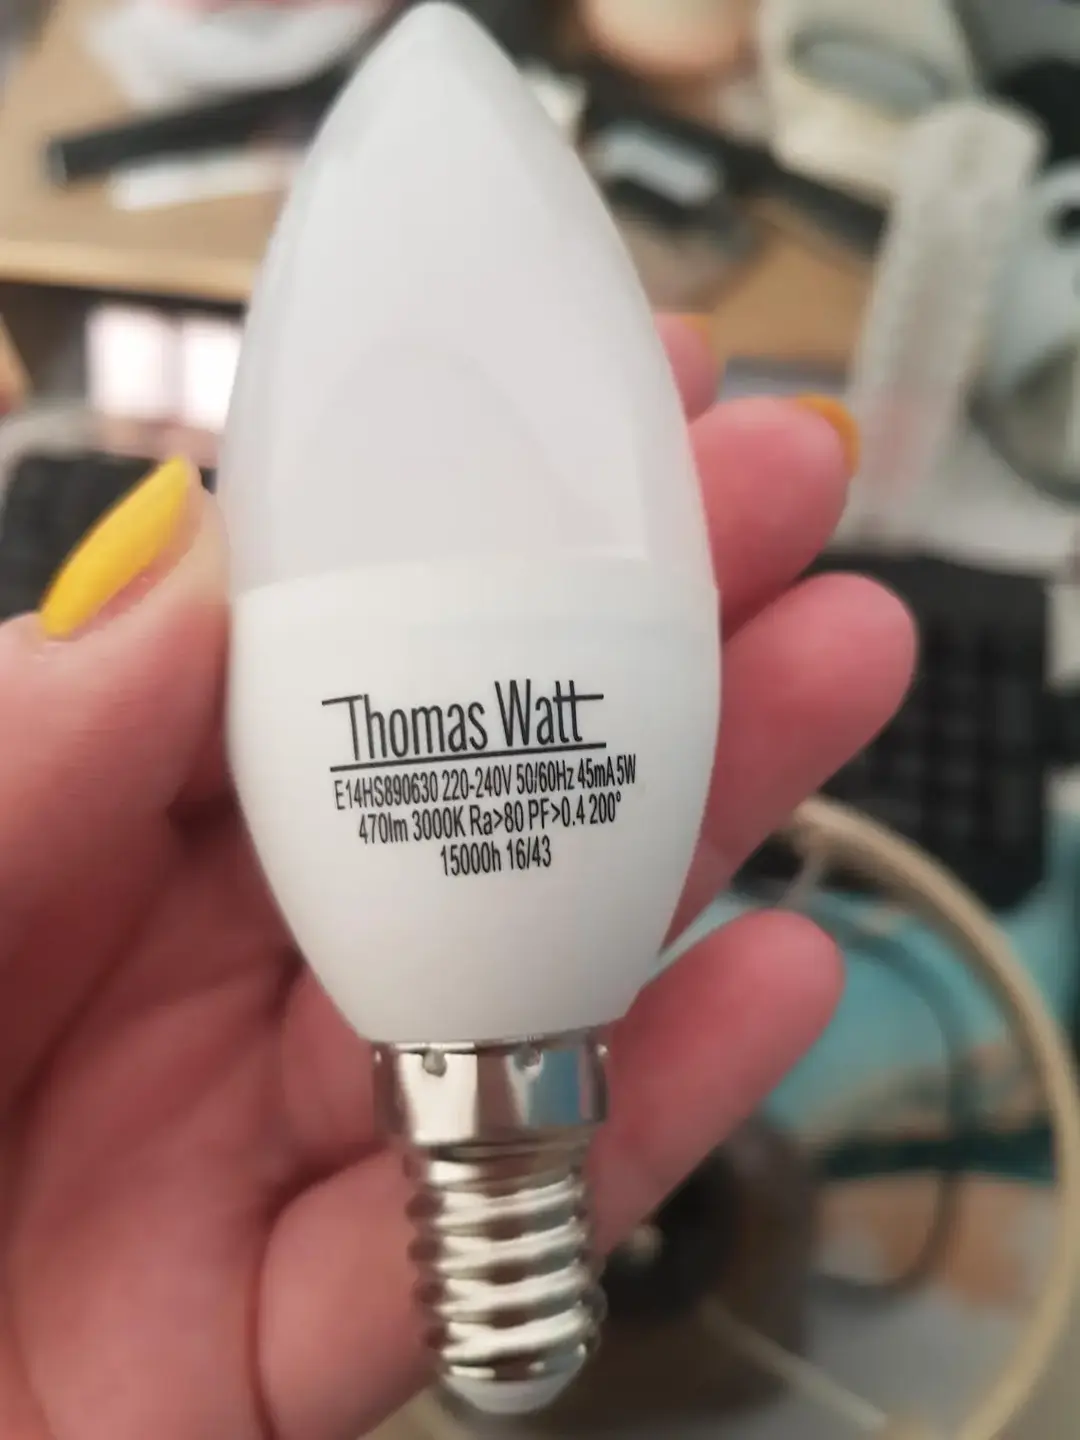 Thomas Watt
E14HS890630 220-240V 50/60Hz 45mA 5W
470lm 3000K Ra>80 PF>0.4 200°
15000h 16/43